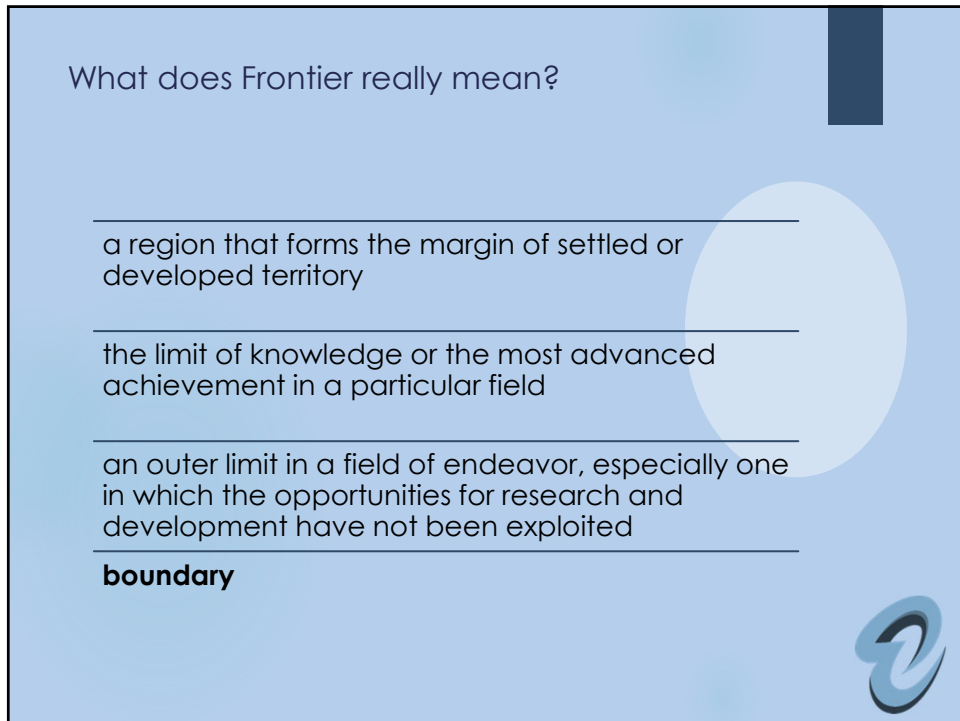 What does Frontier really mean?
a region that forms the margin of settled or
developed territory
the limit of knowledge or the most advanced
achievement in a particular field
an outer limit in a field of endeavor, especially one
in which the opportunities for research and
development have not been exploited
boundary